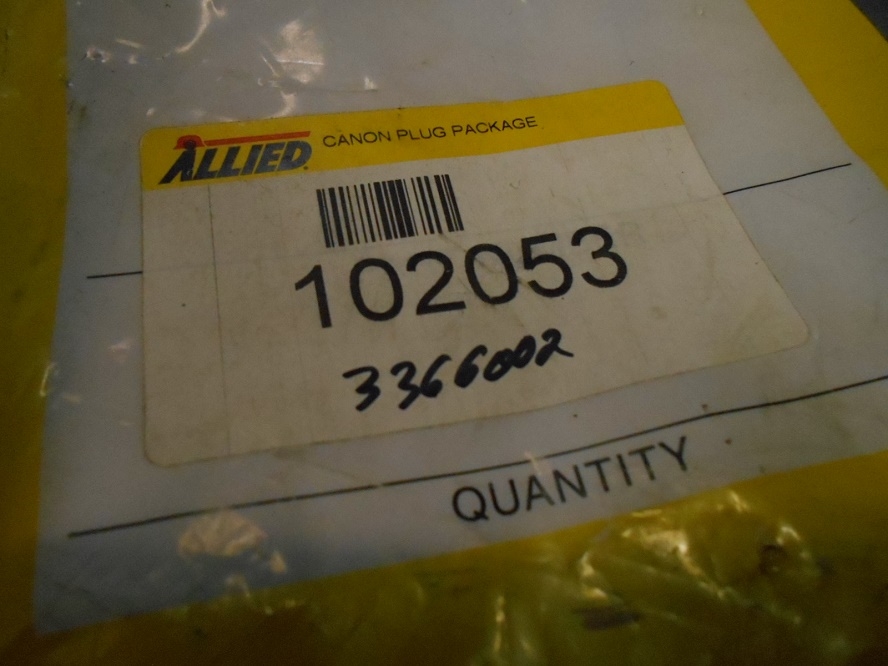 ALLIED CANON PLUG PACKAGE
102053
3366002
QUANTITY